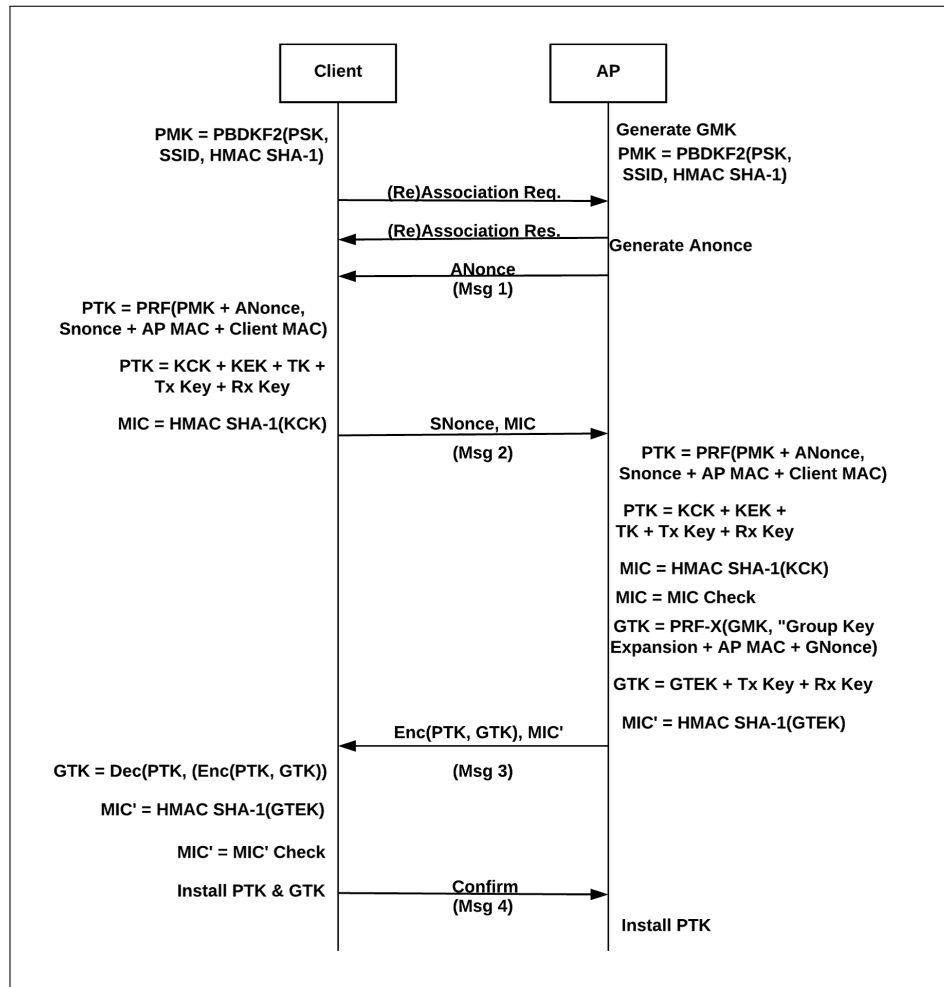 Client
AP
PMK = PBDKF2(PSK,
SSID, HMAC SHA-1)
Generate GMK
PMK = PBDKF2(PSK,
SSID, HMAC SHA-1)
(Re)Association Req.
(Re)Association Res.
Generate Anonce
ANonce
(Msg 1)
PTK = PRF(PMK + ANonce,
Snonce + AP MAC + Client MAC)
PTK = KCK + KEK + TK +
Tx Key + Rx Key
MIC = HMAC SHA-1(KCK)
SNonce, MIC
(Msg 2)
PTK = PRF(PMK + ANonce,
Snonce + AP MAC + Client MAC)
PTK = KCK + KEK +
TK + Tx Key + Rx Key
MIC = HMAC SHA-1(KCK)
MIC = MIC Check
GTK = PRF-X(GMK, "Group Key
Expansion + AP MAC + GNonce)
GTK = GTEK + Tx Key + Rx Key
MIC' = HMAC SHA-1(GTEK)
Enc(PTK, GTK), MIC'
(Msg 3)
GTK = Dec(PTK, (Enc(PTK, GTK))
MIC' = HMAC SHA-1(GTEK)
MIC' = MIC' Check
Install PTK & GTK
Confirm
(Msg 4)
Install PTK